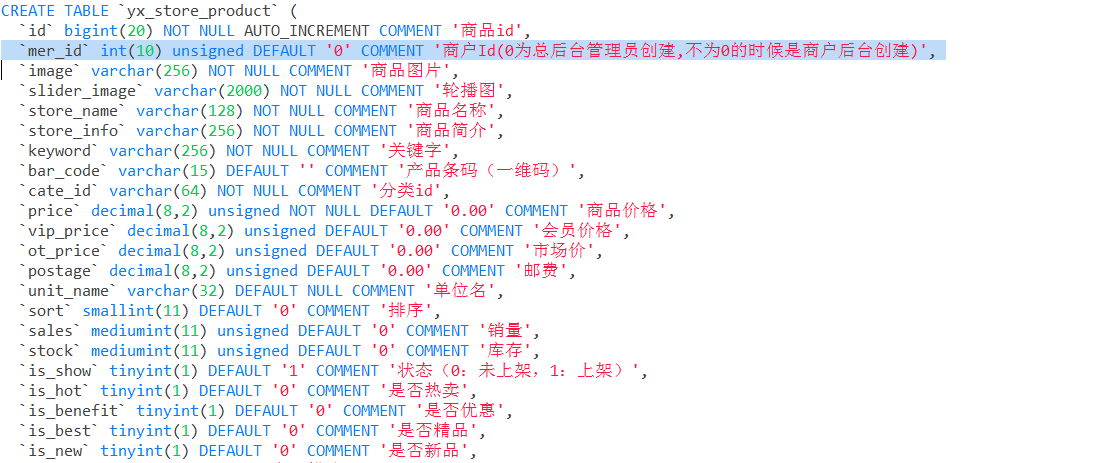 CREATE TABLE `yx_store_product` (
`id` bigint(20) NOT NULL AUTO_INCREMENT COMMENT '商品id',
`mer_id` int(10) unsigned DEFAULT '0' COMMENT '商户Id(0为总后台管理员创建,不为0的时候是商户后台创建)',
`image` varchar(256) NOT NULL COMMENT '商品图片',
`slider_image` varchar(2000) NOT NULL COMMENT '轮播图',
`store_name` varchar(128) NOT NULL COMMENT '商品名称',
`store_info` varchar(256) NOT NULL COMMENT '商品简介',
`keyword` varchar(256) NOT NULL COMMENT '关键字',
`bar_code` varchar(15) DEFAULT '' COMMENT '产品条码（一维码）',
`cate_id` varchar(64) NOT NULL COMMENT '分类id',
`price` decimal(8,2) unsigned NOT NULL DEFAULT '0.00' COMMENT '商品价格',
`vip_price` decimal(8,2) unsigned DEFAULT '0.00' COMMENT '会员价格',
`ot_price` decimal(8,2) unsigned DEFAULT '0.00' COMMENT '市场价',
`postage` decimal(8,2) unsigned DEFAULT '0.00' COMMENT '邮费',
`unit_name` varchar(32) DEFAULT NULL COMMENT '单位名',
`sort` smallint(11) DEFAULT '0' COMMENT '排序',
`sales` mediumint(11) unsigned DEFAULT '0' COMMENT '销量',
`stock` mediumint(11) unsigned DEFAULT '0' COMMENT '库存',
`is_show` tinyint(1) DEFAULT '1' COMMENT '状态（0：未上架，1：上架）',
`is_hot` tinyint(1) DEFAULT '0' COMMENT '是否热卖',
`is_benefit` tinyint(1) DEFAULT '0' COMMENT '是否优惠',
`is_best` tinyint(1) DEFAULT '0' COMMENT '是否精品',
`is_new` tinyint(1) DEFAULT '0' COMMENT '是否新品',